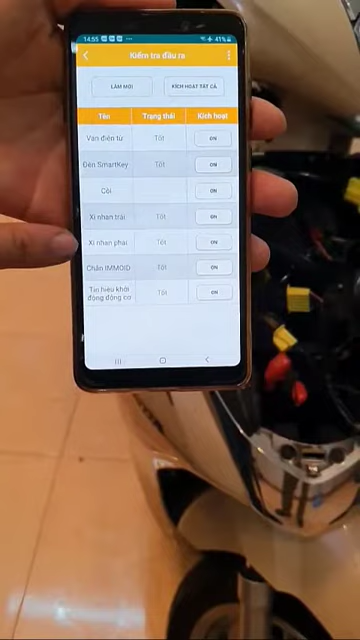 14:55 41%
Kiểm tra đầu ra
LÀM MỚI KÍCH HOẠT TẤT CẢ
Tên Trạng thái Kích hoạt
Van điện từ Tốt ON
Đèn SmartKey Tốt ON
Còi ON
Xi nhan trái Tốt ON
Xi nhan phải Tốt ON
Chân IMMOID Tốt ON
Tín hiệu khởi Tốt ON
động động cơ